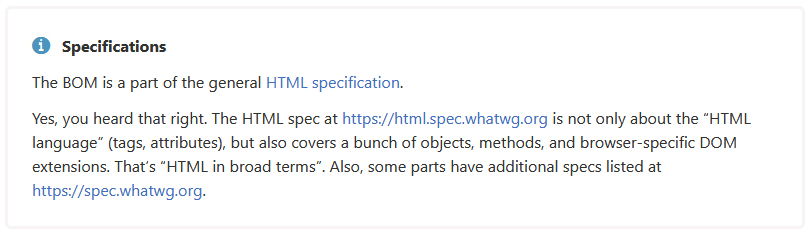 Specifications
The BOM is a part of the general HTML specification.
Yes, you heard that right. The HTML spec at https://html.spec.whatwg.org is not only about the “HTML
language” (tags, attributes), but also covers a bunch of objects, methods, and browser-specific DOM
extensions. That’s “HTML in broad terms”. Also, some parts have additional specs listed at
https://spec.whatwg.org.